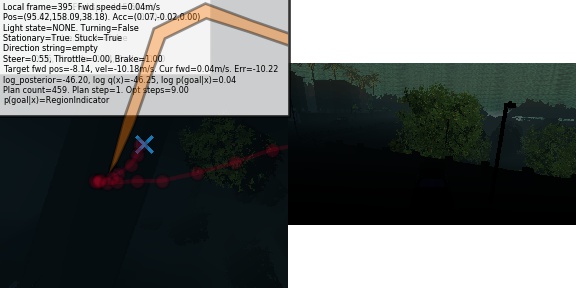 Local frame=395: Fwd speed=0.04m/s
Pos=(95.42,158.09,38.18). Acc=(0.07,-0.02,0.00)
Light state=NONE. Turning=False
Stationary=True. Stuck=True
Direction string=empty
Steer=0.55, Throttle=0.00, Brake=1.00
Target fwd pos=-8.14, vel=-10.18m/s. Cur fwd=0.04m/s. Err=-10.22
log_posterior=-46.20, log q(x)=-46.25, log p(goal|x)=0.04
Plan count=459. Plan step=1. Opt steps=9.00
p(goal|x)=RegionIndicator